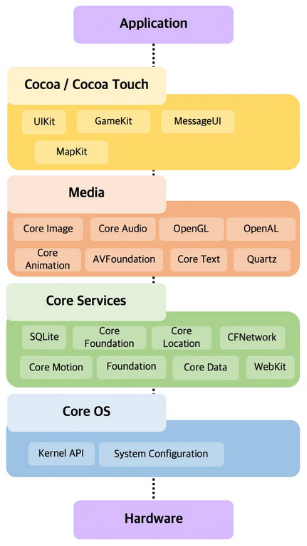 Application
Cocoa / Cocoa Touch
UIKit GameKit MessageUI
MapKit
Media
Core Image Core Audio OpenGL OpenAL
Core Animation AVFoundation Core Text Quartz
Core Services
SQLite Core Foundation Core Location CFNetwork
Core Motion Foundation Core Data WebKit
Core OS
Kernel API System Configuration
Hardware